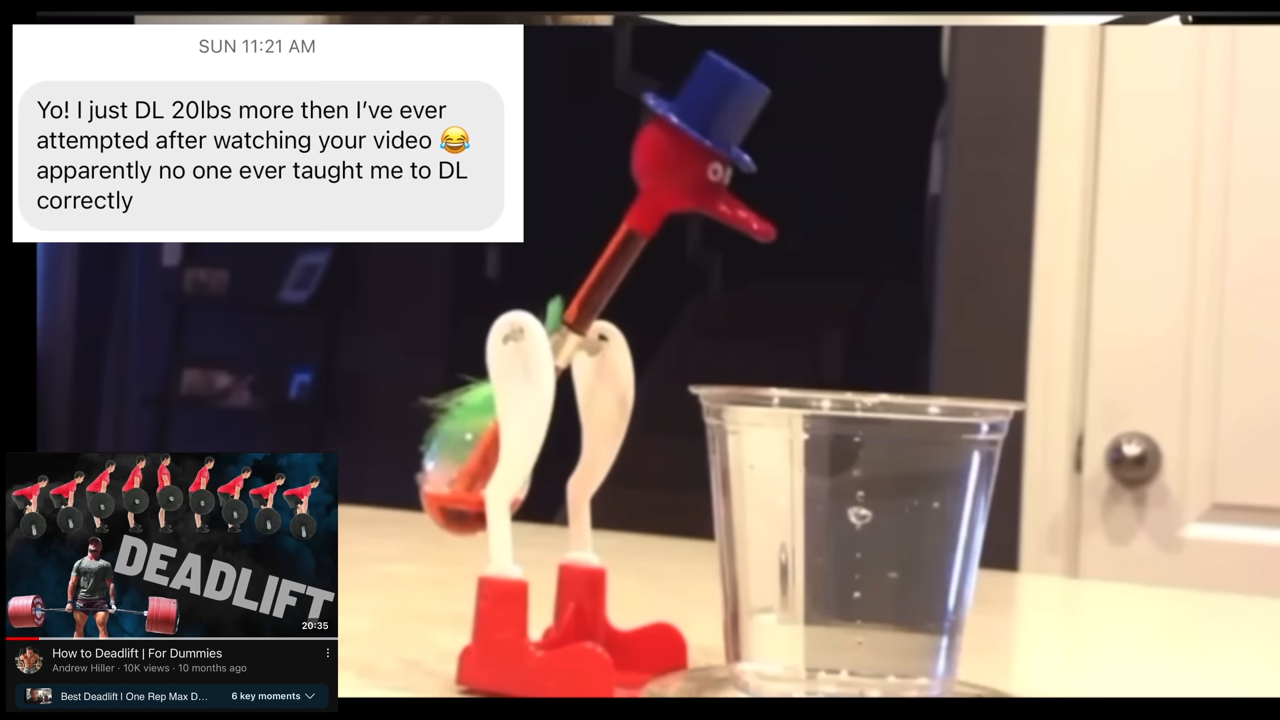 SUN 11:21 AM
Yo! I just DL 20lbs more then I've ever
attempted after watching your video 😂
apparently no one ever taught me to DL
correctly
DEADLIFT
20:35
How to Deadlift | For Dummies
Andrew Hiller · 10K views · 10 months ago
Best Deadlift I One Rep Max D...
6 key moments